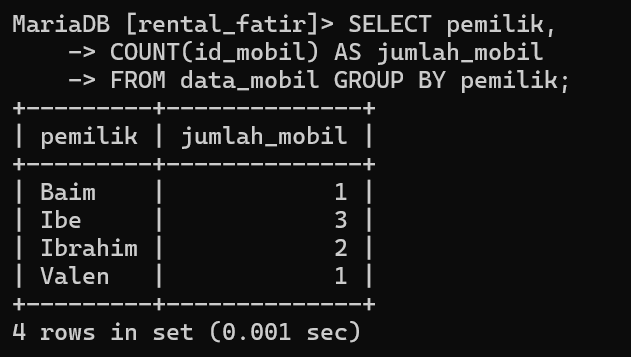 MariaDB [rental_fatir]> SELECT pemilik,
    -> COUNT(id_mobil) AS jumlah_mobil
    -> FROM data_mobil GROUP BY pemilik;
+---------+--------------+
| pemilik | jumlah_mobil |
+---------+--------------+
| Baim    |            1 |
| Ibe     |            3 |
| Ibrahim |            2 |
| Valen   |            1 |
+---------+--------------+
4 rows in set (0.001 sec)